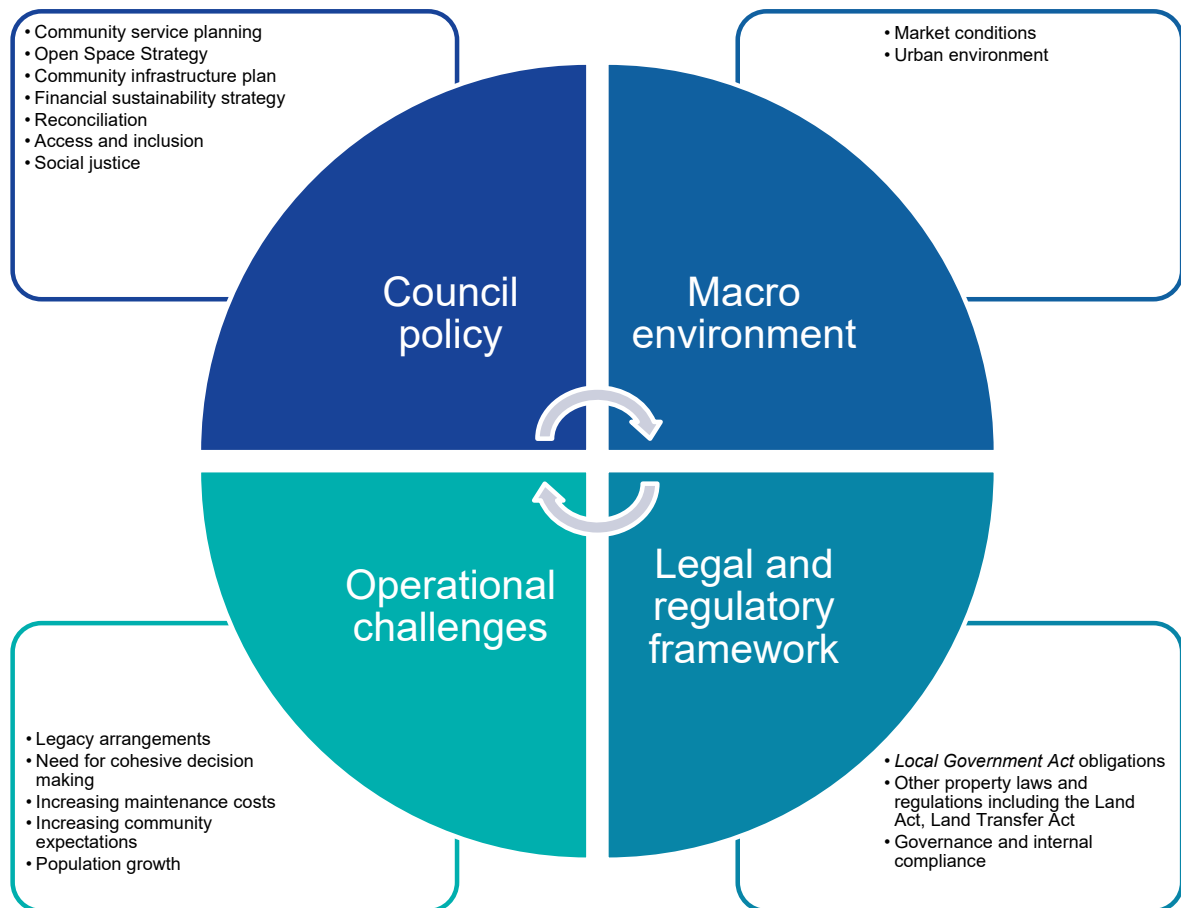 • Community service planning
• Open Space Strategy
• Community infrastructure plan
• Financial sustainability strategy
• Reconciliation
• Access and inclusion
• Social justice
• Market conditions
• Urban environment
Council
policy
Macro
environment
Operational
challenges
Legal and
regulatory
framework
• Legacy arrangements
• Need for cohesive decision
making
• Increasing maintenance costs
• Increasing community
expectations
• Population growth
• Local Government Act obligations
• Other property laws and
regulations including the Land
Act, Land Transfer Act
• Governance and internal
compliance